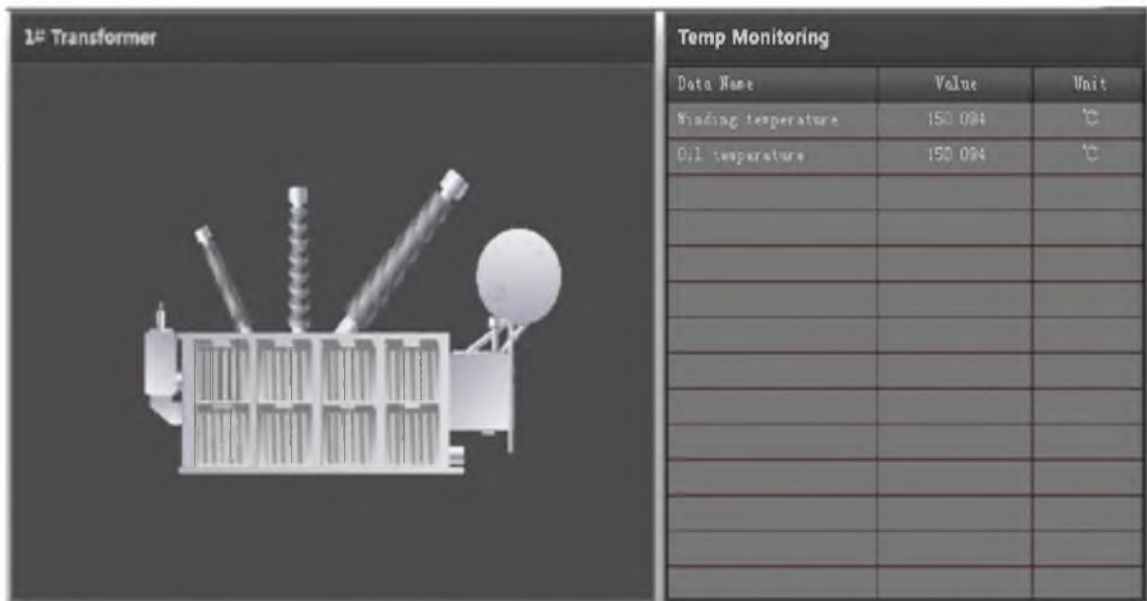 1# Transformer
Temp Monitoring
Data Name Value Unit
Winding temperature 150.094 ℃
Oil temperature 150.094 ℃